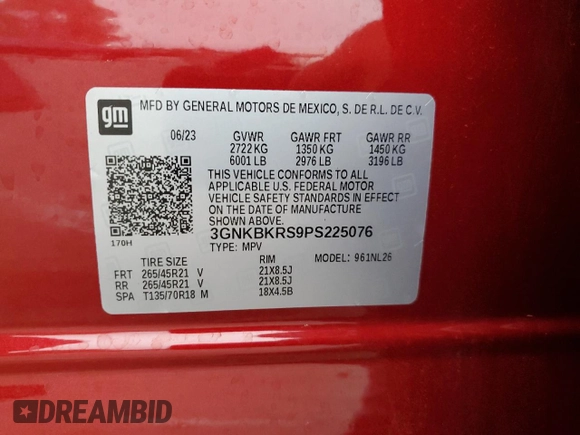 gm
MFD BY GENERAL MOTORS DE MEXICO, S. DE R.L. DE C.V.
06/23 GVWR GAWR FRT GAWR RR
2722 KG 1350 KG 1450 KG
6001 LB 2976 LB 3196 LB
THIS VEHICLE CONFORMS TO ALL
APPLICABLE U.S. FEDERAL MOTOR
VEHICLE SAFETY STANDARDS IN EFFECT
ON THE DATE OF MANUFACTURE
SHOWN ABOVE.
170H
3GNKBKRS9PS225076
TYPE: MPV MODEL: 961NL26
TIRE SIZE RIM
FRT 265/45R21 V 21X8.5J
RR 265/45R21 V 21X8.5J
SPA T135/70R18 M 18X4.5B
DREAMBID